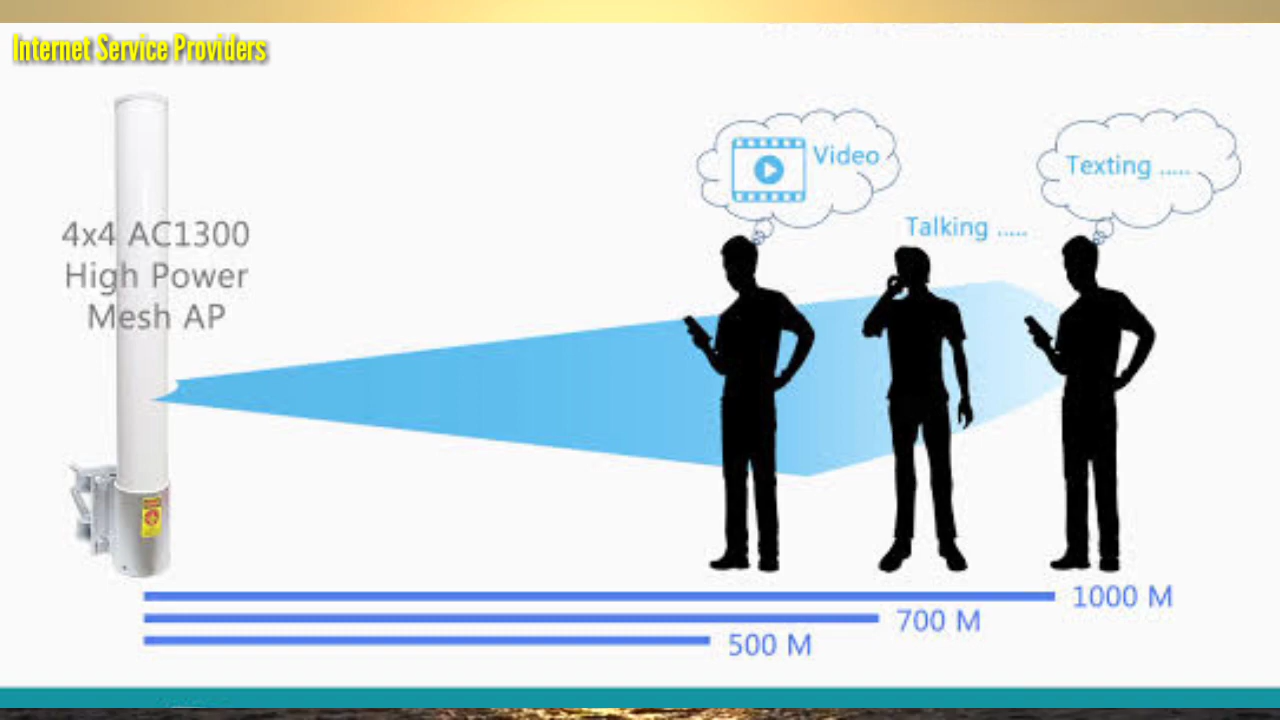 Internet Service Providers
Video
Texting .....
Talking .....
4x4 AC1300
High Power
Mesh AP
1000 M
700 M
500 M